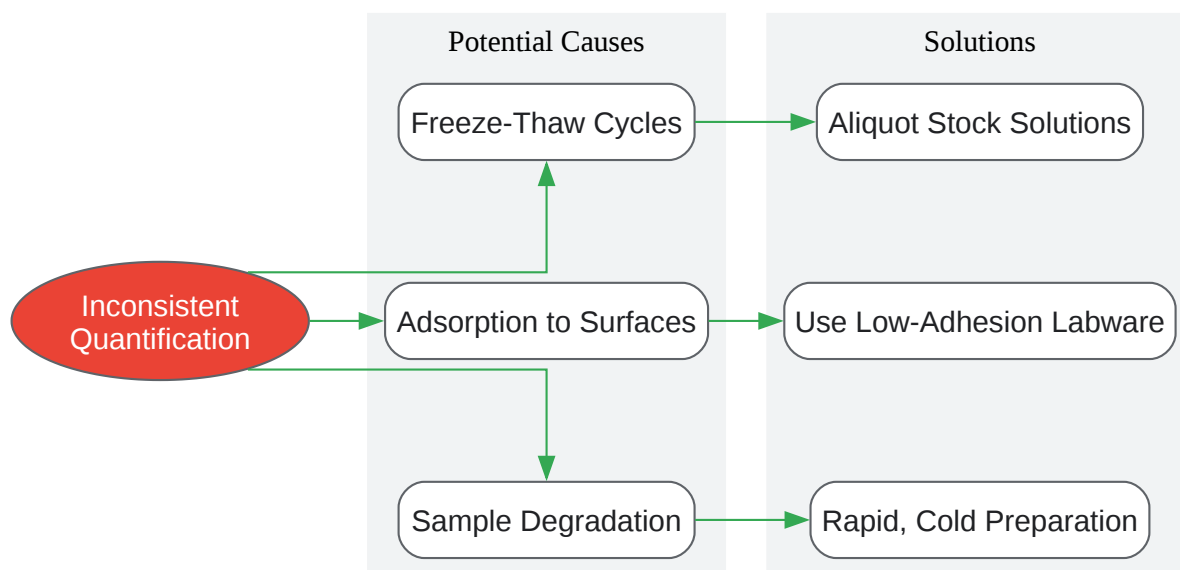 Potential Causes
Solutions
Freeze-Thaw Cycles
Aliquot Stock Solutions
Inconsistent
Quantification
Adsorption to Surfaces
Use Low-Adhesion Labware
Sample Degradation
Rapid, Cold Preparation